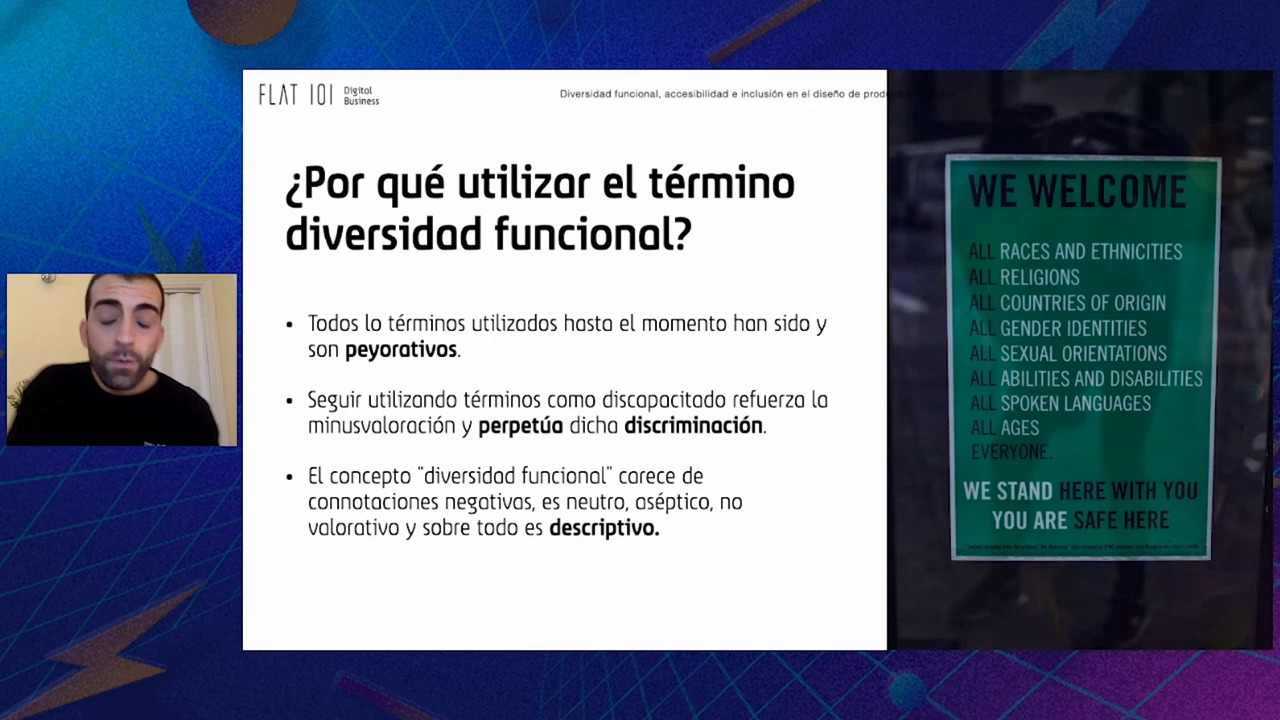 FLAT 101 Digital
Business
Diversidad funcional, accesibilidad e inclusión en el diseño de
¿Por qué utilizar el término
diversidad funcional?
• Todos lo términos utilizados hasta el momento han sido y
son peyorativos.
• Seguir utilizando términos como discapacitado refuerza la
minusvaloración y perpetúa dicha discriminación.
• El concepto "diversidad funcional" carece de
connotaciones negativas, es neutro, aséptico, no
valorativo y sobre todo es descriptivo.
WE WELCOME
ALL RACES AND ETHNICITIES
ALL RELIGIONS
ALL COUNTRIES OF ORIGIN
ALL GENDER IDENTITIES
ALL SEXUAL ORIENTATIONS
ALL ABILITIES AND DISABILITIES
ALL SPOKEN LANGUAGES
ALL AGES
EVERYONE.
WE STAND HERE WITH YOU
YOU ARE SAFE HERE